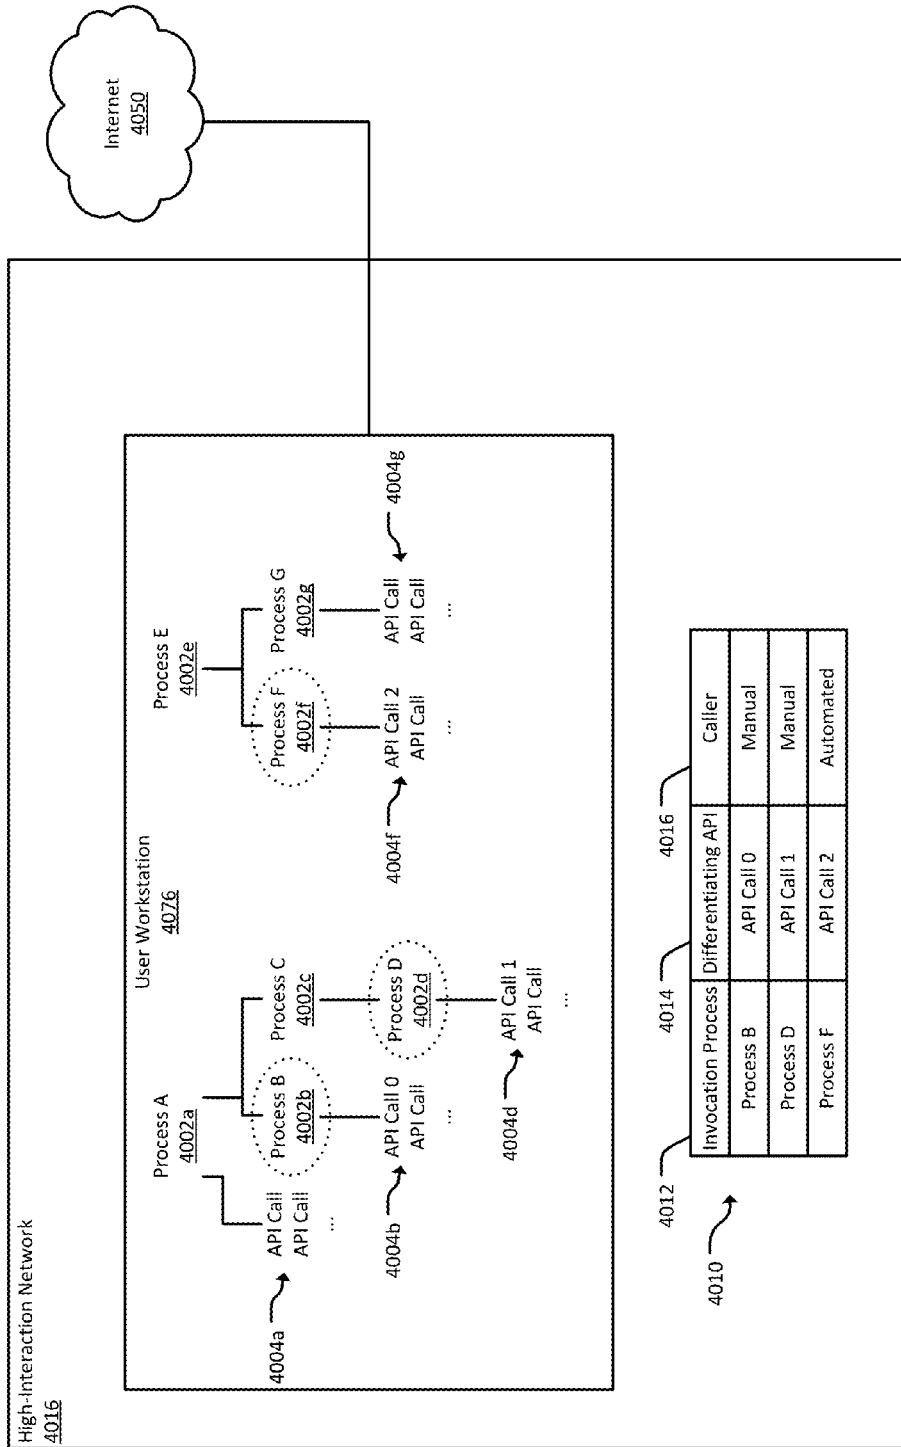 High-Interaction Network
4016
Internet
4050
User Workstation
4076
Process A
4002a
Process E
4002e
Process B
4002b
Process C
4002c
Process F
4002f
Process G
4002g
4004a
API Call
API Call
...
4004b
API Call 0
API Call
...
Process D
4002d
4004f
API Call 2
API Call
...
API Call
API Call
...
4004g
4004d
API Call 1
API Call
...
4012
4014
4016
4010
Invocation Process Differentiating API Caller
Process B API Call 0 Manual
Process D API Call 1 Manual
Process F API Call 2 Automated